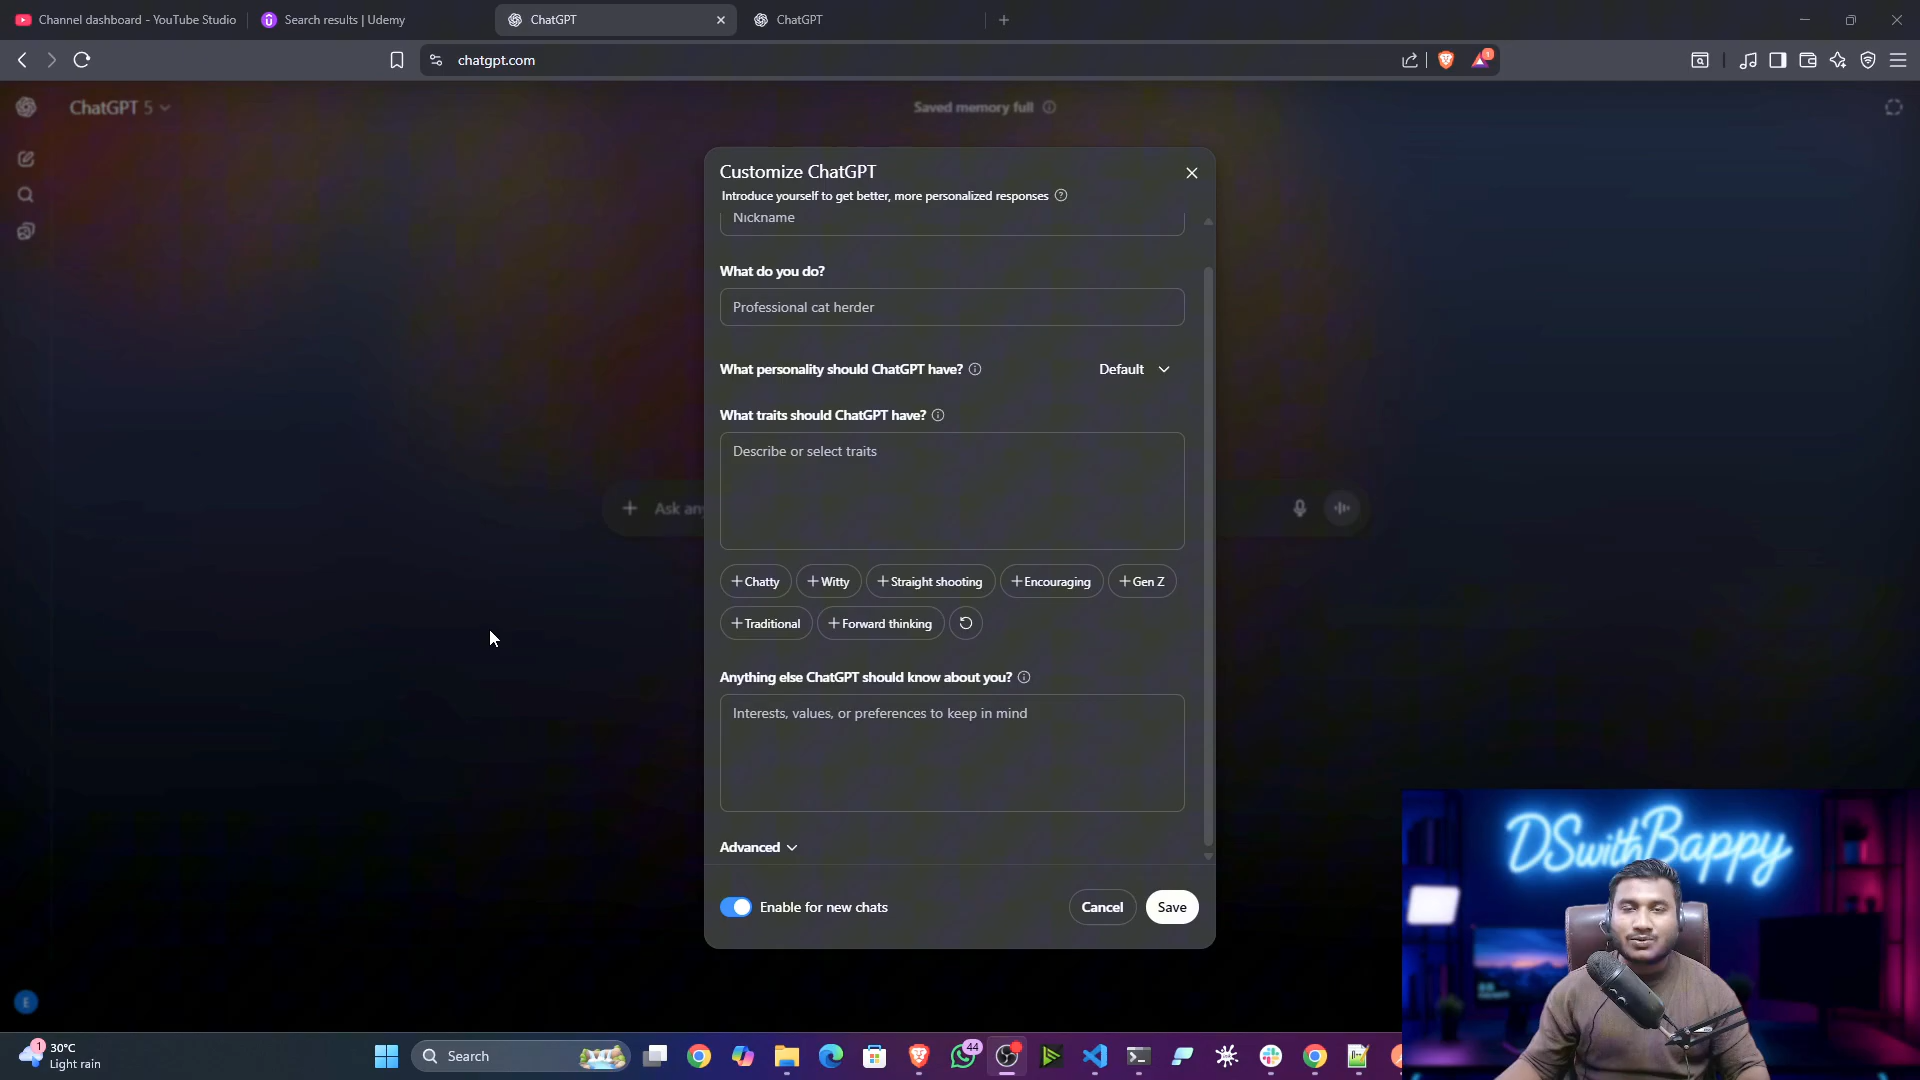 Channel dashboard - YouTube Studio
Search results | Udemy
ChatGPT
ChatGPT
chatgpt.com
1
ChatGPT 5
Saved memory full
Customize ChatGPT
Introduce yourself to get better, more personalized responses
Nickname
What do you do?
Professional cat herder
What personality should ChatGPT have?
Default
What traits should ChatGPT have?
Describe or select traits
Ask any
Chatty
Witty
Straight shooting
Encouraging
Gen Z
Traditional
Forward thinking
Anything else ChatGPT should know about you?
Interests, values, or preferences to keep in mind
Advanced
Enable for new chats
Cancel
Save
DSwithBappy
E
1
30°C
Light rain
Search
44